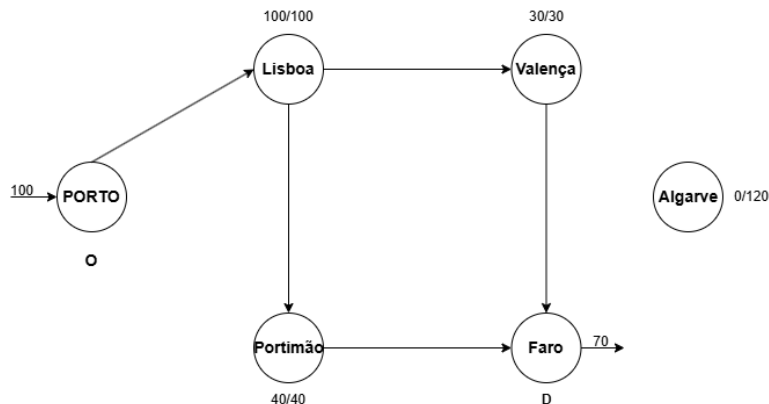 100/100
30/30
Lisboa
Valença
100
PORTO
Algarve
0/120
O
Portimão
Faro
70
40/40
D